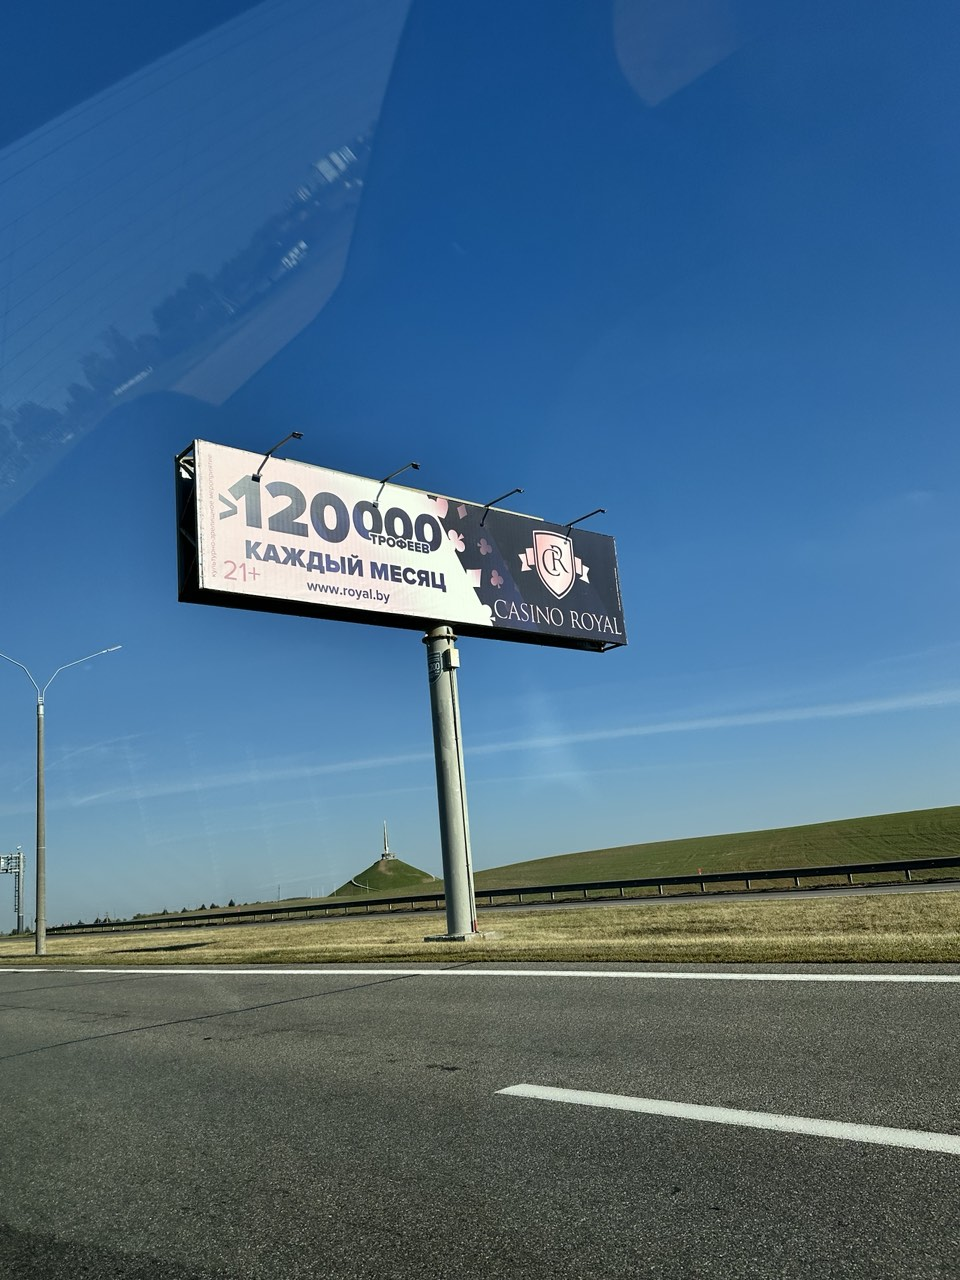 >120000
ТРОФЕЕВ
КАЖДЫЙ МЕСЯЦ
21+
www.royal.by
CR
CASINO ROYAL